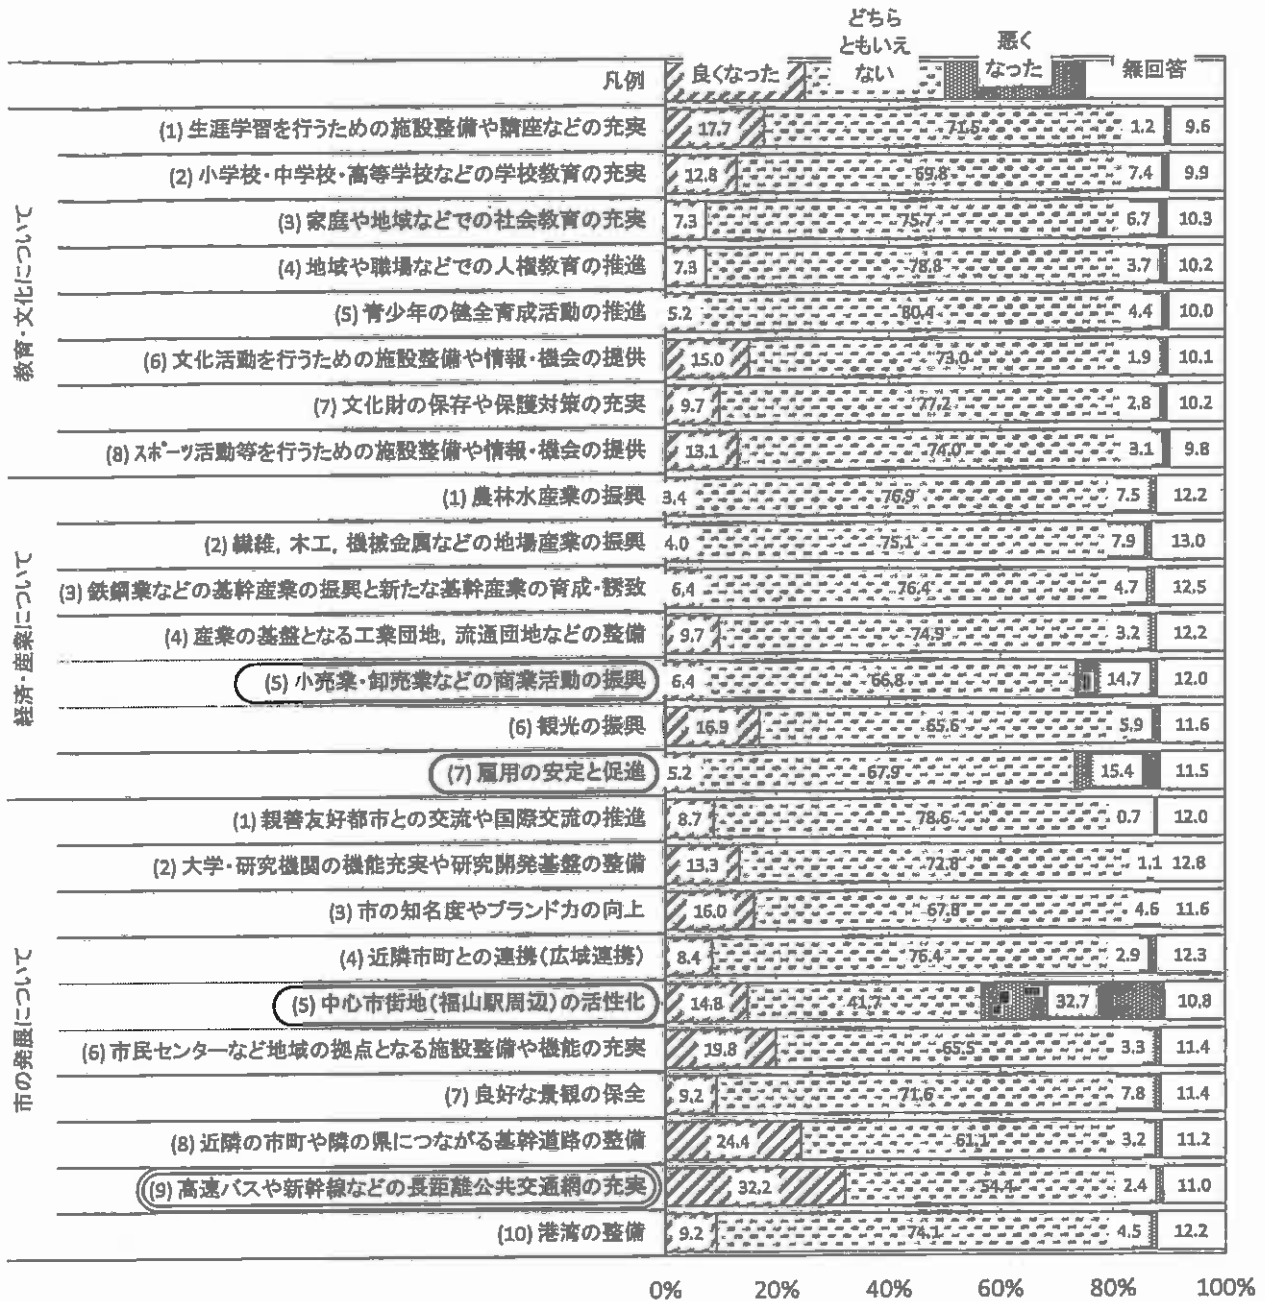 どちら
ともいえ
ない
悪く
なった
凡例
良くなった
無回答
教育・文化について
(1) 生涯学習を行うための施設整備や講座などの充実 17.7 71.5 1.2 9.6
(2) 小学校・中学校・高等学校などの学校教育の充実 12.8 69.8 7.4 9.9
(3) 家庭や地域などでの社会教育の充実 7.3 75.7 6.7 10.3
(4) 地域や職場などでの人権教育の推進 7.3 78.8 3.7 10.2
(5) 青少年の健全育成活動の推進 5.2 80.4 4.4 10.0
(6) 文化活動を行うための施設整備や情報・機会の提供 15.0 73.0 1.9 10.1
(7) 文化財の保存や保護対策の充実 9.7 77.2 2.8 10.2
(8) スポーツ活動等を行うための施設整備や情報・機会の提供 13.1 74.0 3.1 9.8
経済・産業について
(1) 農林水産業の振興 3.4 76.9 7.5 12.2
(2) 繊維，木工，機械金属などの地場産業の振興 4.0 75.1 7.9 13.0
(3) 鉄鋼業などの基幹産業の振興と新たな基幹産業の育成・誘致 6.4 76.4 4.7 12.5
(4) 産業の基盤となる工業団地，流通団地などの整備 9.7 74.9 3.2 12.2
(5) 小売業・卸売業などの商業活動の振興 6.4 66.8 14.7 12.0
(6) 観光の振興 16.9 65.6 5.9 11.6
(7) 雇用の安定と促進 5.2 67.9 15.4 11.5
市の発展について
(1) 親善友好都市との交流や国際交流の推進 8.7 78.6 0.7 12.0
(2) 大学・研究機関の機能充実や研究開発基盤の整備 13.3 72.8 1.1 12.8
(3) 市の知名度やブランド力の向上 16.0 67.8 4.6 11.6
(4) 近隣市町との連携（広域連携） 8.4 76.4 2.9 12.3
(5) 中心市街地（福山駅周辺）の活性化 14.8 41.7 32.7 10.8
(6) 市民センターなど地域の拠点となる施設整備や機能の充実 19.8 65.5 3.3 11.4
(7) 良好な景観の保全 9.2 71.6 7.8 11.4
(8) 近隣の市町や隣の県につながる基幹道路の整備 24.4 61.1 3.2 11.2
(9) 高速バスや新幹線などの長距離公共交通網の充実 32.2 54.4 2.4 11.0
(10) 港湾の整備 9.2 74.1 4.5 12.2
0% 20% 40% 60% 80% 100%